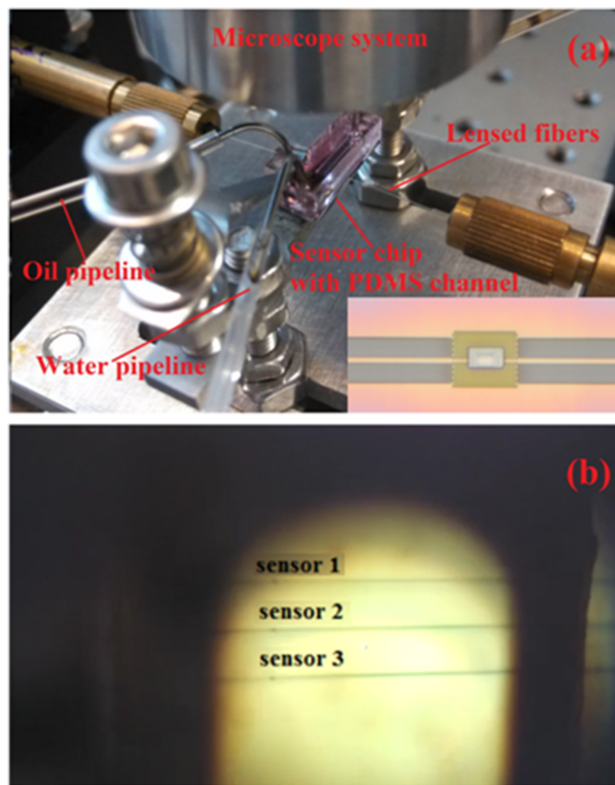 Microscope system
(a)
Lensed fibers
Oil pipeline
Sensor chip
with PDMS channel
Water pipeline
(b)
sensor 1
sensor 2
sensor 3